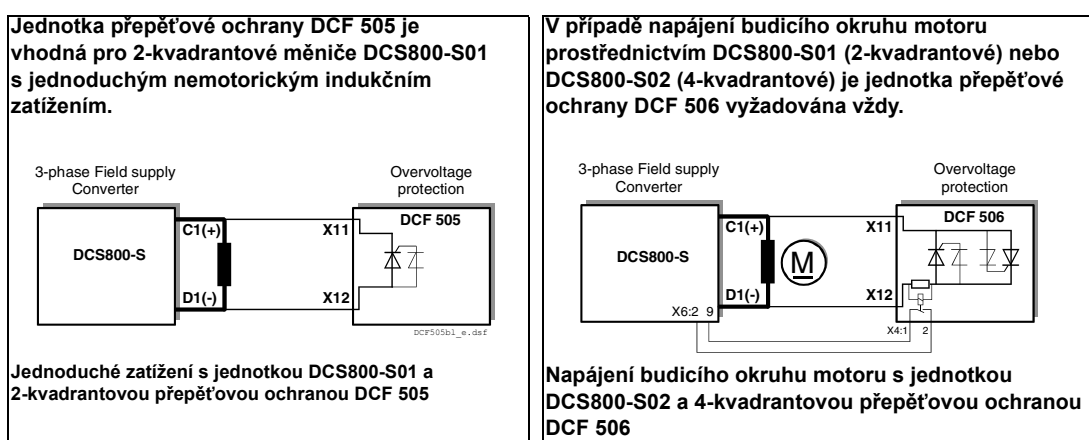 Jednotka přepěťové ochrany DCF 505 je
vhodná pro 2-kvadrantové měniče DCS800-S01
s jednoduchým nemotorickým indukčním
zatížením.
3-phase Field supply
Converter
Overvoltage
protection
DCS800-S
C1(+)
D1(-)
X11
X12
DCF 505
DCF505bl_e.dsf
Jednoduché zatížení s jednotkou DCS800-S01 a
2-kvadrantovou přepěťovou ochranou DCF 505
V případě napájení budicího okruhu motoru
prostřednictvím DCS800-S01 (2-kvadrantové) nebo
DCS800-S02 (4-kvadrantové) je jednotka přepěťové
ochrany DCF 506 vyžadována vždy.
3-phase Field supply
Converter
Overvoltage
protection
DCS800-S
C1(+)
D1(-)
X6:2 9
M
X11
X12
DCF 506
X4:1 2
Napájení budicího okruhu motoru s jednotkou
DCS800-S02 a 4-kvadrantovou přepěťovou ochranou
DCF 506